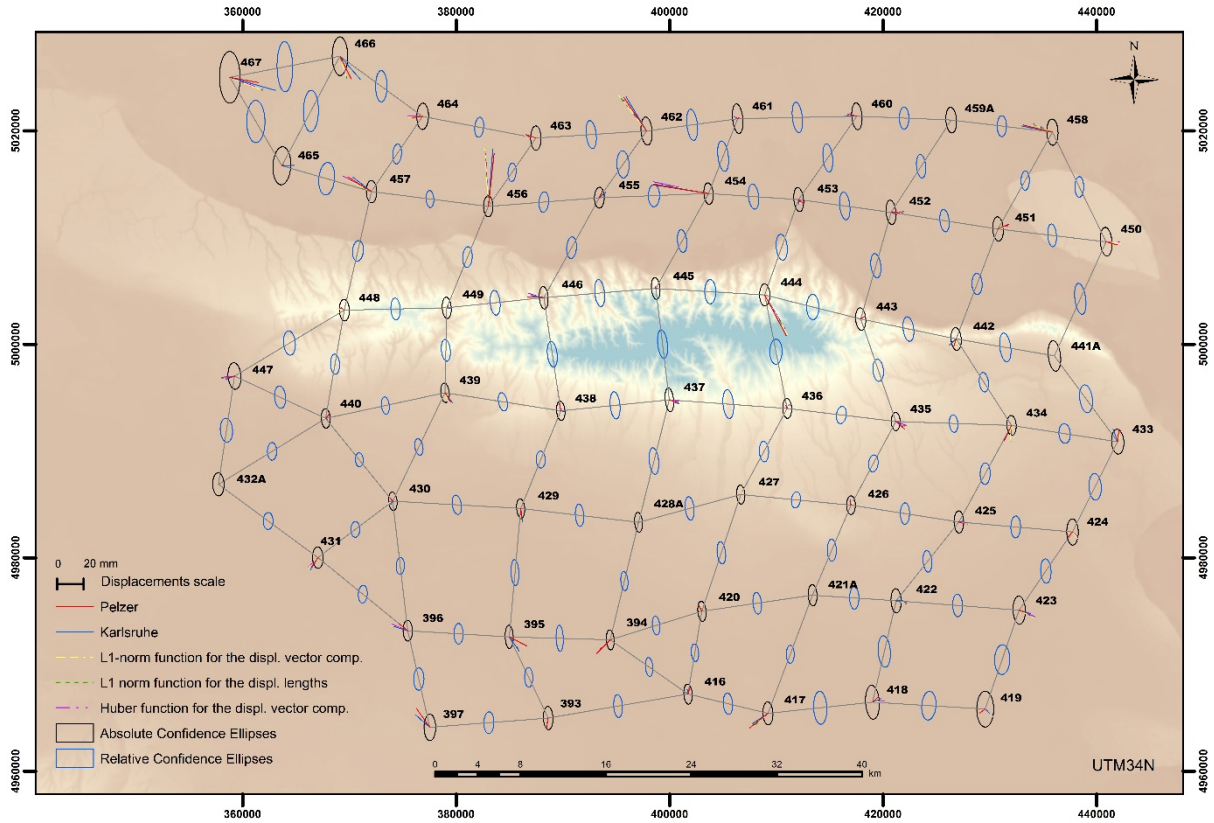 360000 380000 400000 420000 440000
N
467 466
464 463 462 461 460 459A 458
5020000 5020000
465 457 456 455 454 453 452 451 450
448 449 446 445 444 443 442 441A
5000000 5000000
447 440 439 438 437 436 435 434 433
432A 430 429 428A 427 426 425 424
431
4980000 4980000
396 395 394 420 421A 422 423
397 393 416 417 418 419
0 20 mm
Displacements scale
Pelzer
Karlsruhe
L1-norm function for the displ. vector comp.
L1 norm function for the displ. lengths
Huber function for the displ. vector comp.
Absolute Confidence Ellipses
Relative Confidence Ellipses
0 4 8 16 24 32 40
km
UTM34N
4960000 4960000
360000 380000 400000 420000 440000